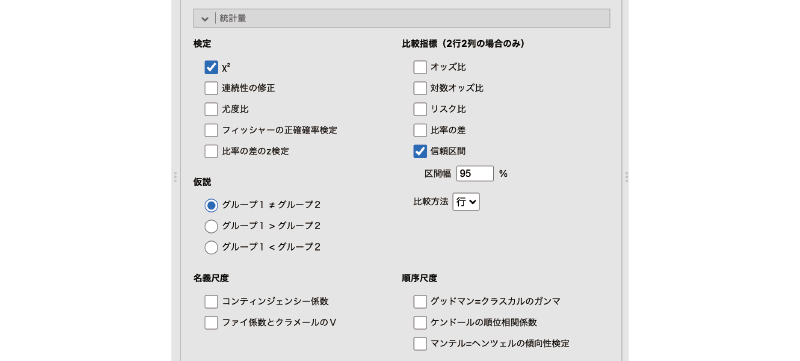 統計量
検定
χ²
連続性の修正
尤度比
フィッシャーの正確確率検定
比率の差のz検定
仮説
グループ1 ≠ グループ2
グループ1 > グループ2
グループ1 < グループ2
名義尺度
コンティンジェンシー係数
ファイ係数とクラメールのV
比較指標（2行2列の場合のみ）
オッズ比
対数オッズ比
リスク比
比率の差
信頼区間
区間幅 95 %
比較方法 行
順序尺度
グッドマン=クラスカルのガンマ
ケンドールの順位相関係数
マンテル=ヘンツェルの傾向性検定